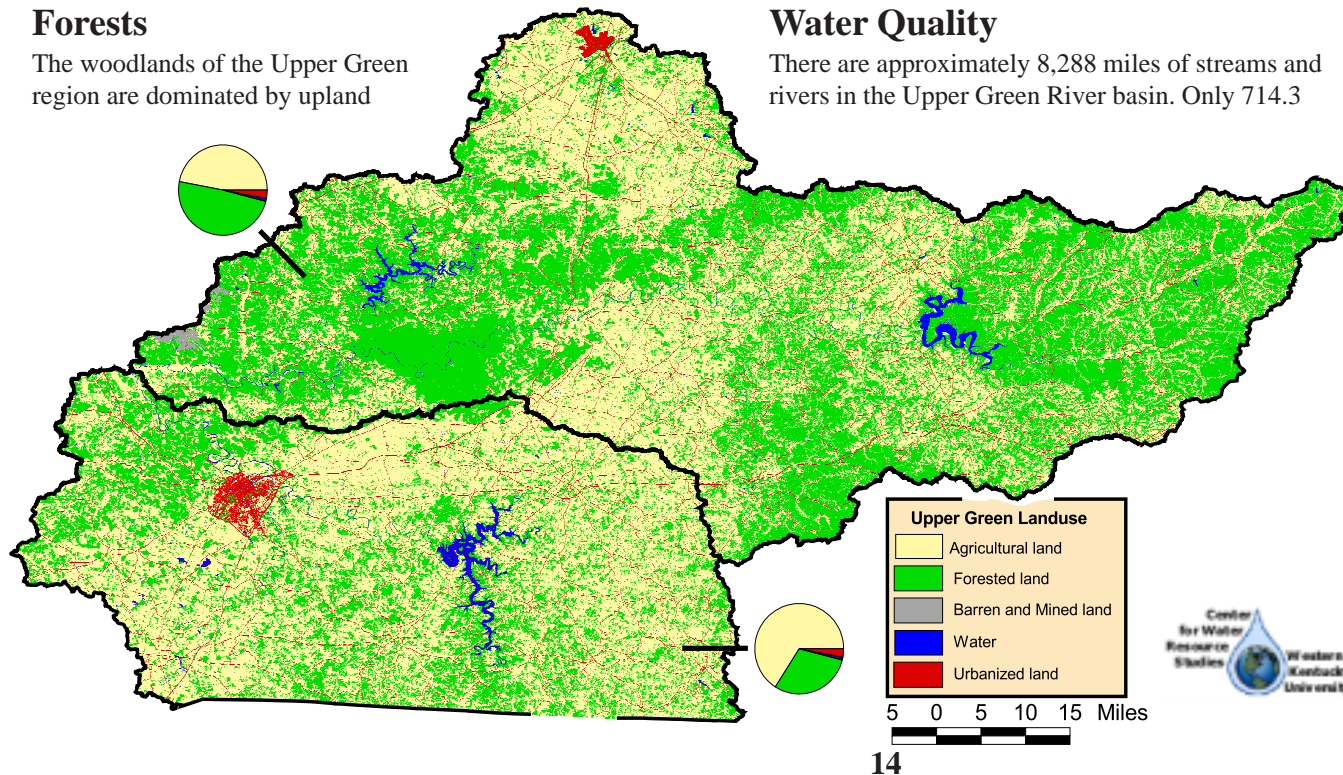 Forests
The woodlands of the Upper Green
region are dominated by upland
Water Quality
There are approximately 8,288 miles of streams and
rivers in the Upper Green River basin. Only 714.3
Upper Green Landuse
Agricultural land
Forested land
Barren and Mined land
Water
Urbanized land
5 0 5 10 15 Miles
Center
for Water
Resource
Studies
Western
Kentucky
Universit
14